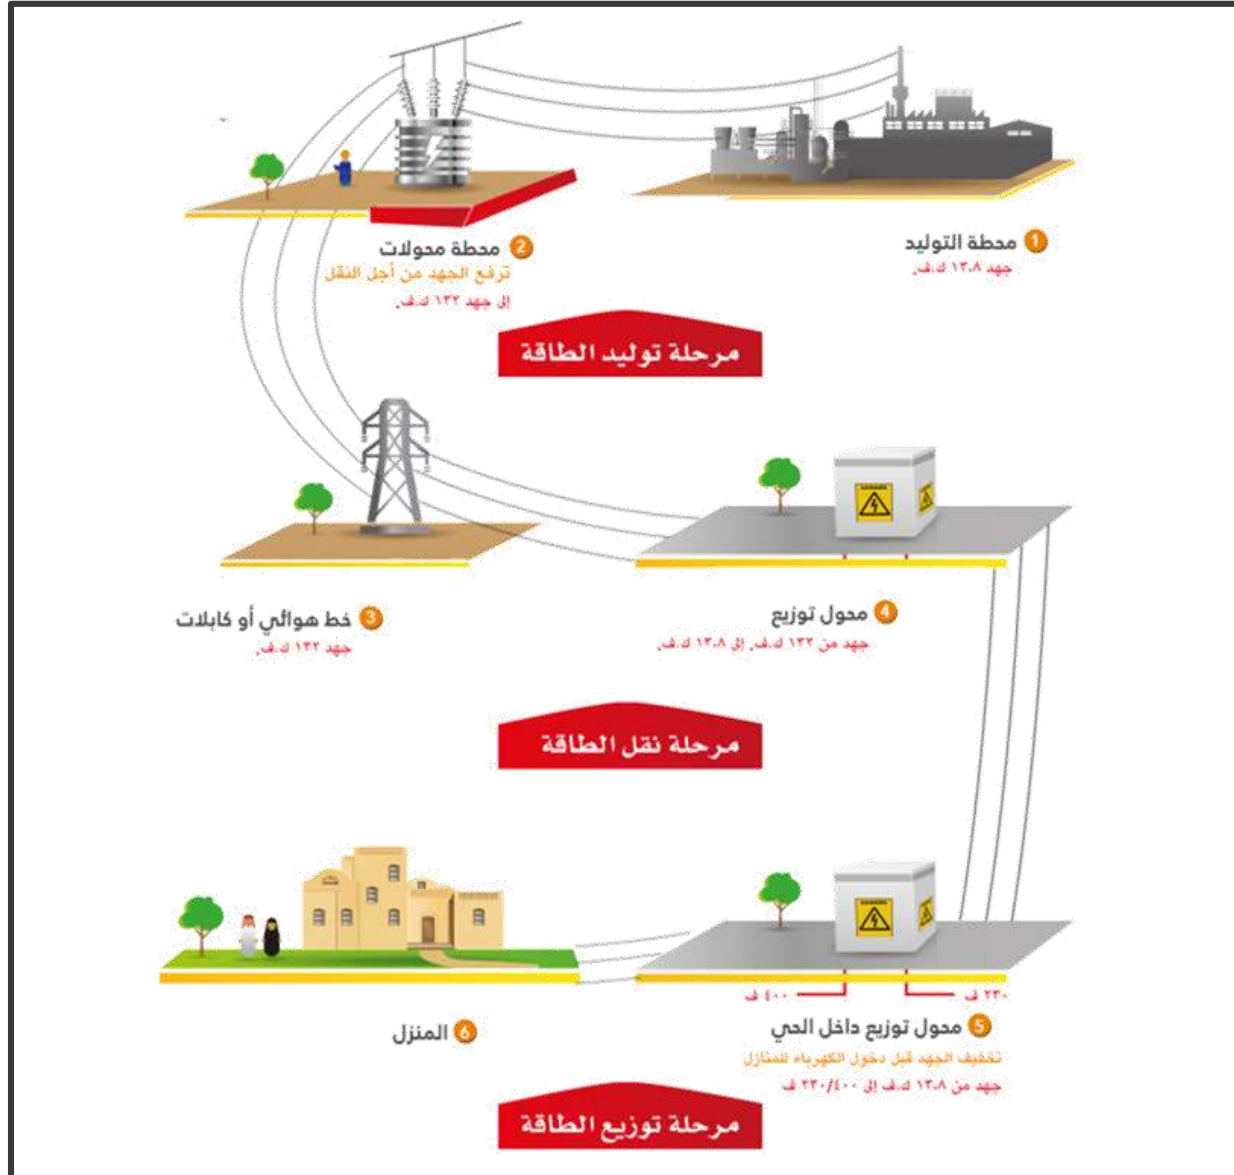 1 محطة التوليد
جهد ١٣،٨ ك.ف.
2 محطة محولات
ترفع الجهد من أجل النقل
إلى جهد ١٣٢ ك.ف.
مرحلة توليد الطاقة
3 خط هوائي أو كابلات
جهد ١٣٢ ك.ف.
4 محول توزيع
جهد من ١٣٢ ك.ف. إلى ١٣،٨ ك.ف.
مرحلة نقل الطاقة
٢٣٠ ف
٤٠٠ ف
5 محول توزيع داخل الحي
تخفيف الجهد قبل دخول الكهرباء للمنازل
جهد من ١٣،٨ ك.ف إلى ٢٣٠/٤٠٠ ف
6 المنزل
مرحلة توزيع الطاقة